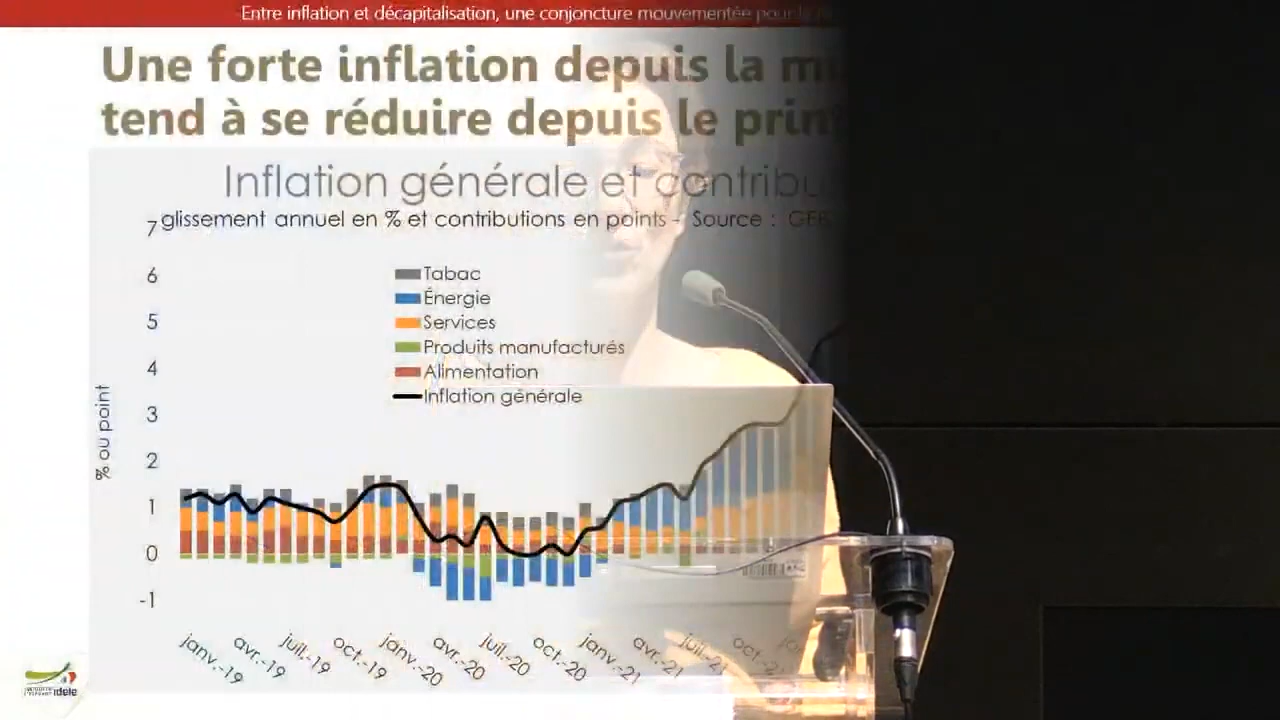 Entre inflation et décapitalisation, une conjoncture mouvementée pour
Une forte inflation depuis la
tend à se réduire depuis le
Inflation générale et
glissement annuel en % et contributions en points - Source :
7
6
5
4
3
2
1
0
-1
% ou point
Tabac
Énergie
Services
Produits manufacturés
Alimentation
Inflation générale
janv.-19
avr.-19
juil.-19
oct.-19
janv.-20
avr.-20
juil.-20
oct.-20
janv.-21
avr.-21
juil.-21
idele